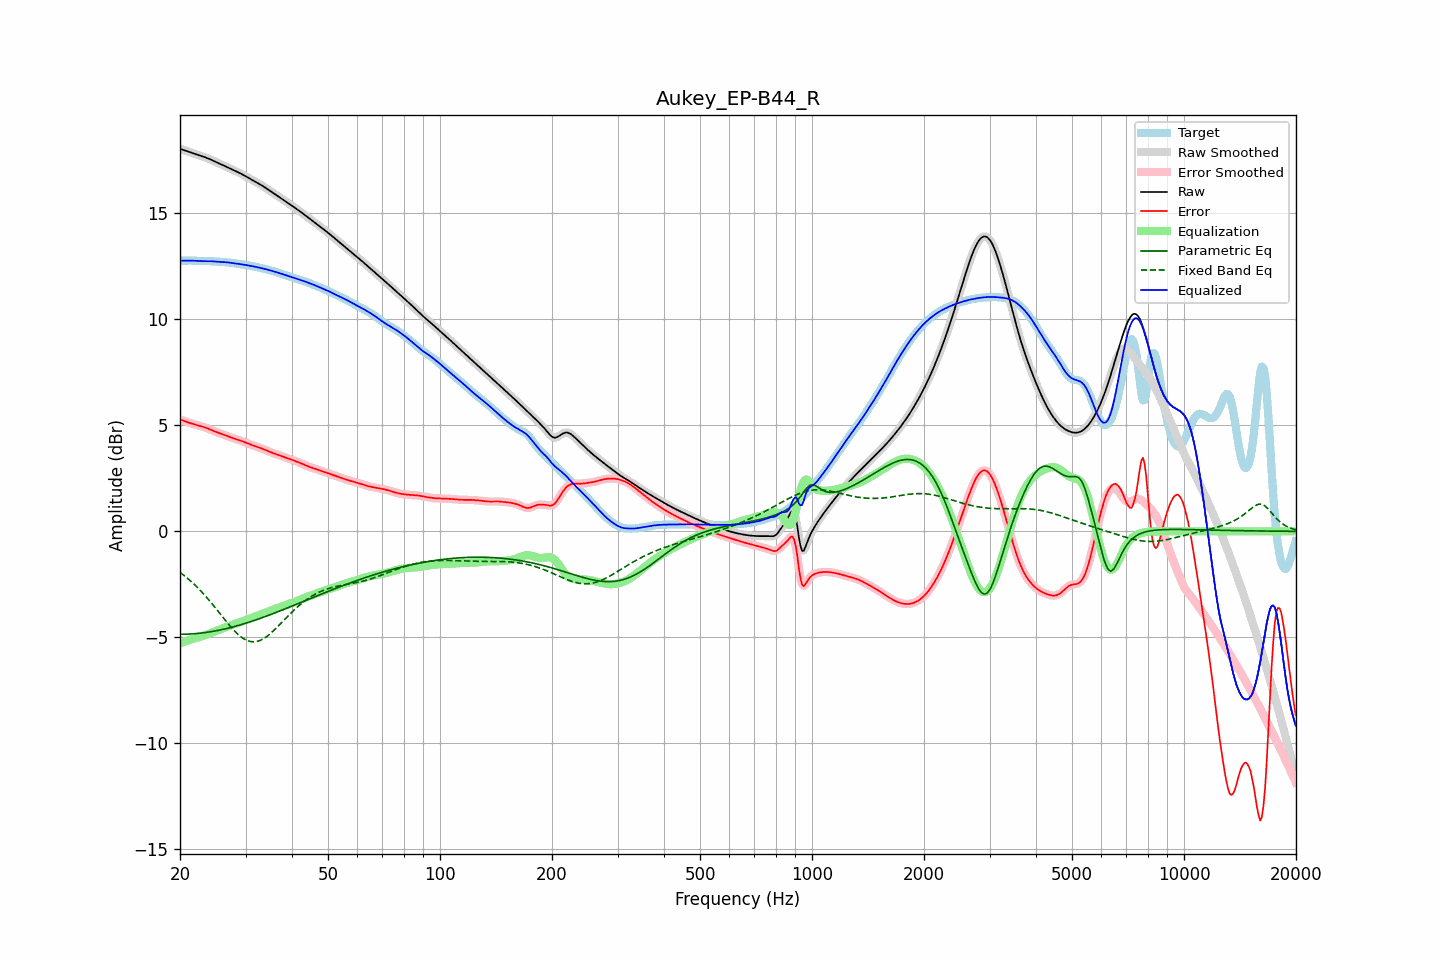 Aukey_EP-B44_R
Target
Raw Smoothed
Error Smoothed
Raw
Error
Equalization
Parametric Eq
Fixed Band Eq
Equalized
Amplitude (dBr)
15
10
5
0
−5
−10
−15
20 50 100 200 500 1000 2000 5000 10000 20000
Frequency (Hz)